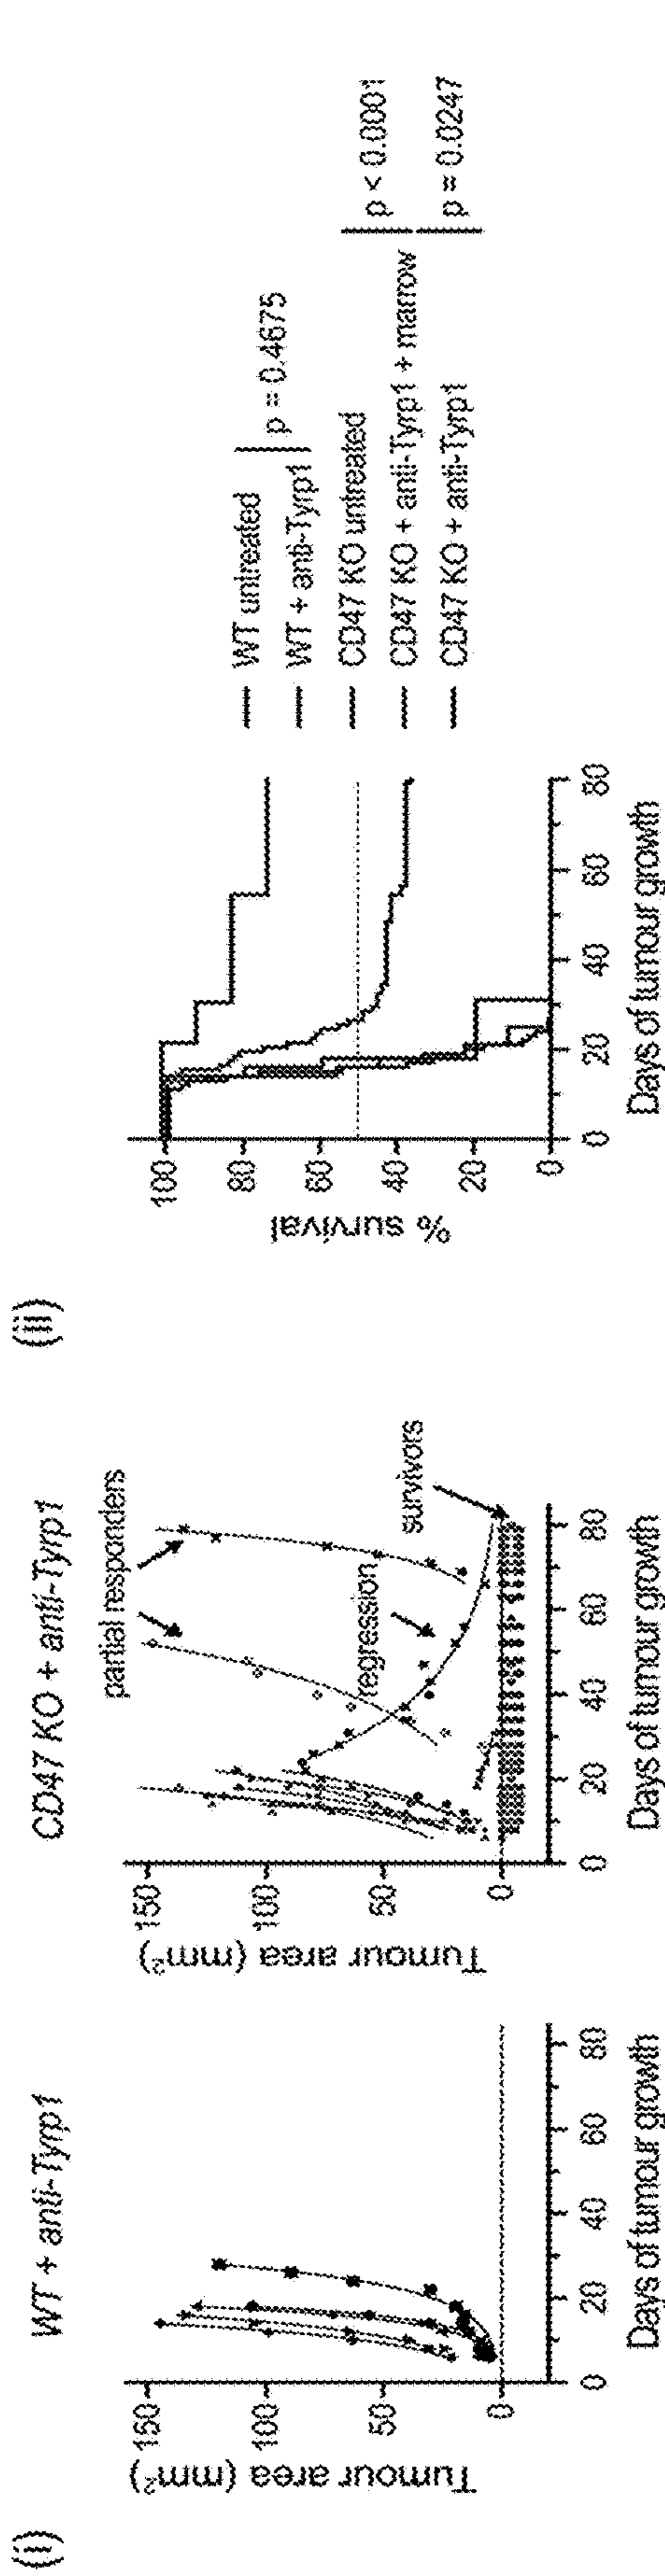 (i)
WT + anti-Tyrp1
Tumour area (mm²)
150
100
50
0
0 20 40 60 80
Days of tumour growth
CD47 KO + anti-Tyrp1
Tumour area (mm²)
150
100
50
0
partial responders
regression
survivors
0 20 40 60 80
Days of tumour growth
(ii)
% survival
100
80
60
40
20
0
0 20 40 60 80
Days of tumour growth
WT untreated
WT + anti-Tyrp1
p = 0.4675
CD47 KO untreated
CD47 KO + anti-Tyrp1 + marrow
CD47 KO + anti-Tyrp1
p < 0.0001
p = 0.0247